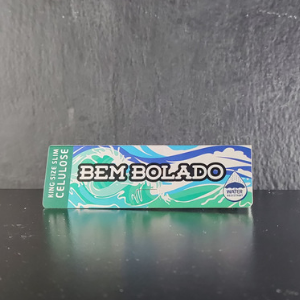 KING SIZE SLIM
CELULOSE
BEM BOLADO
WATER